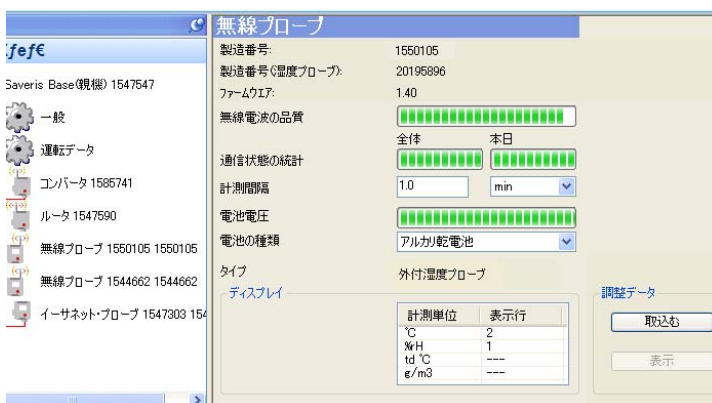 無線プローブ
ſefe€
Saveris Base(親機) 1547547
一般
運転データ
コンバータ 1585741
ルータ 1547590
無線プローブ 1550105 1550105
無線プローブ 1544662 1544662
イーサネット・プローブ 1547303 154
製造番号: 1550105
製造番号(湿度プローブ): 20195896
ファームウエア: 1.40
無線電波の品質
全体 本日
通信状態の統計
計測間隔 1.0 min
電池電圧
電池の種類 アルカリ乾電池
タイプ 外付湿度プローブ
ディスプレイ
計測単位 表示行
℃ 2
%rH 1
td ℃ ---
g/m3 ---
調整データ
取込む
表示